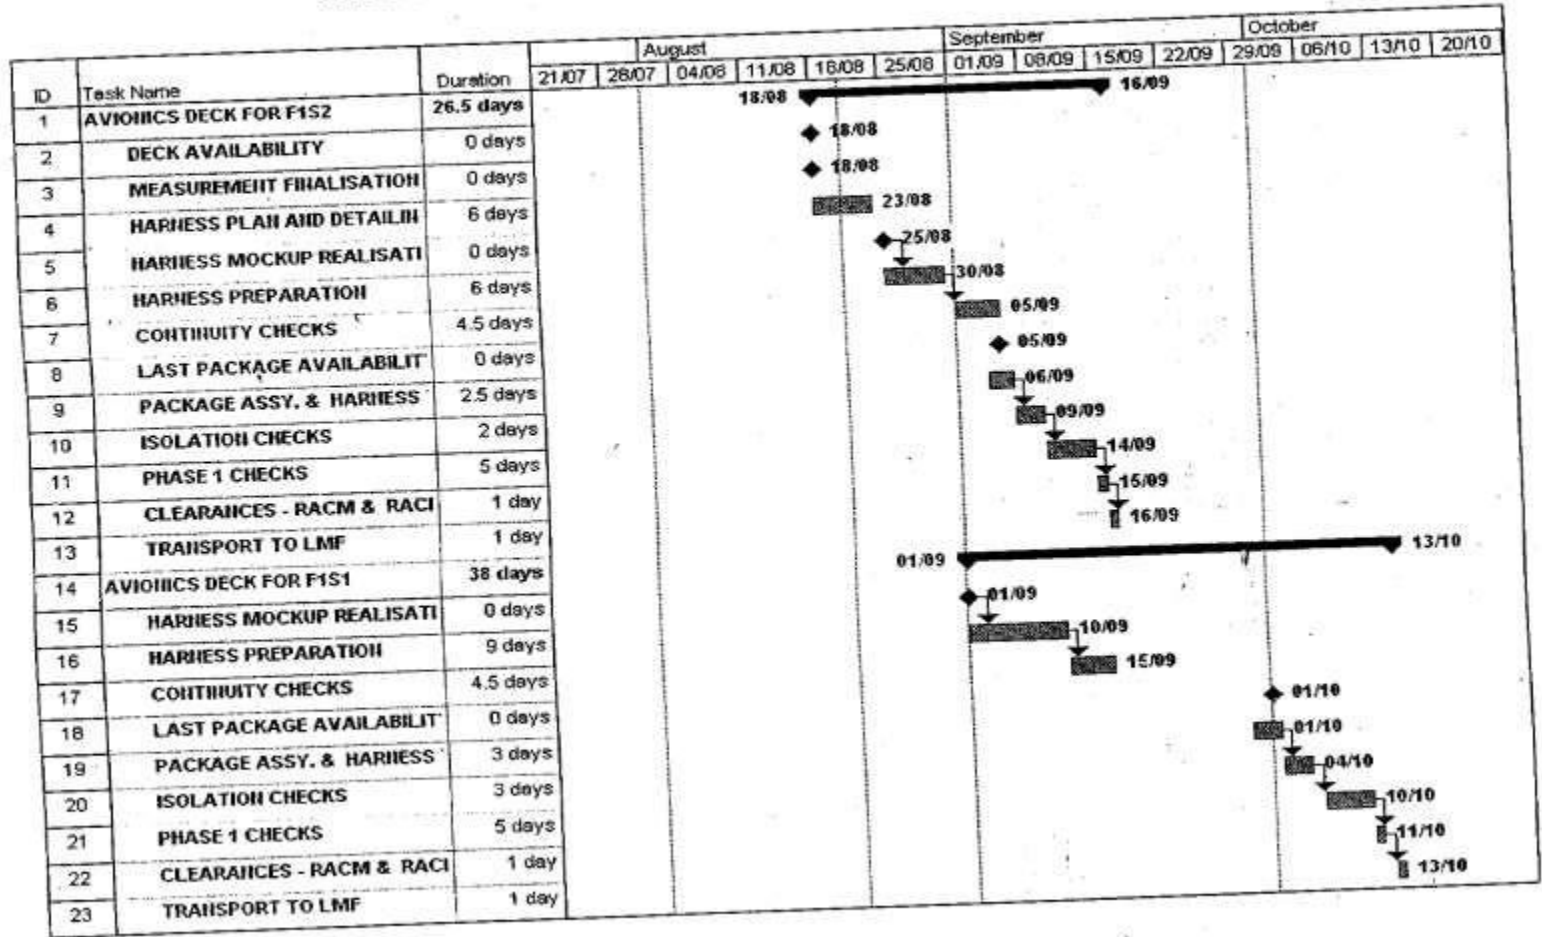 August September October
ID Task Name Duration 21/07 28/07 04/08 11/08 18/08 25/08 01/09 08/09 15/09 22/09 29/09 06/10 13/10 20/10
1 AVIONICS DECK FOR F1S2 26.5 days 18/08 16/09
2 DECK AVAILABILITY 0 days 18/08
3 MEASUREMENT FINALISATION 0 days 18/08
4 HARNESS PLAN AND DETAILIN 6 days 23/08
5 HARNESS MOCKUP REALISATI 0 days 25/08
6 HARNESS PREPARATION 6 days 30/08
7 CONTINUITY CHECKS 4.5 days 05/09
8 LAST PACKAGE AVAILABILIT 0 days 05/09
9 PACKAGE ASSY. & HARNESS 2.5 days 06/09
10 ISOLATION CHECKS 2 days 09/09
11 PHASE 1 CHECKS 5 days 14/09
12 CLEARANCES - RACM & RACI 1 day 15/09
13 TRANSPORT TO LMF 1 day 16/09
14 AVIONICS DECK FOR F1S1 38 days 01/09 13/10
15 HARNESS MOCKUP REALISATI 0 days 01/09
16 HARNESS PREPARATION 9 days 10/09
17 CONTINUITY CHECKS 4.5 days 15/09
18 LAST PACKAGE AVAILABILIT 0 days 01/10
19 PACKAGE ASSY. & HARNESS 3 days 01/10
20 ISOLATION CHECKS 3 days 04/10
21 PHASE 1 CHECKS 5 days 10/10
22 CLEARANCES - RACM & RACI 1 day 11/10
23 TRANSPORT TO LMF 1 day 13/10